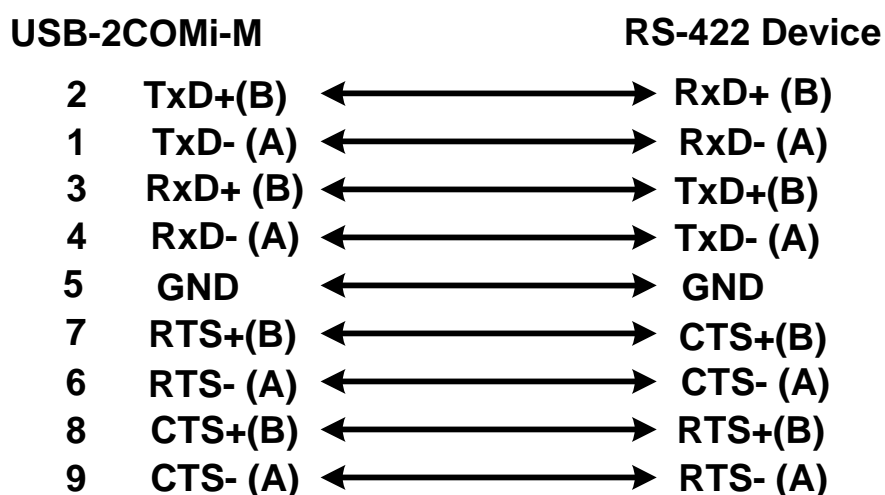 USB-2COMi-M RS-422 Device
2 TxD+(B) RxD+ (B)
1 TxD- (A) RxD- (A)
3 RxD+ (B) TxD+(B)
4 RxD- (A) TxD- (A)
5 GND GND
7 RTS+(B) CTS+(B)
6 RTS- (A) CTS- (A)
8 CTS+(B) RTS+(B)
9 CTS- (A) RTS- (A)